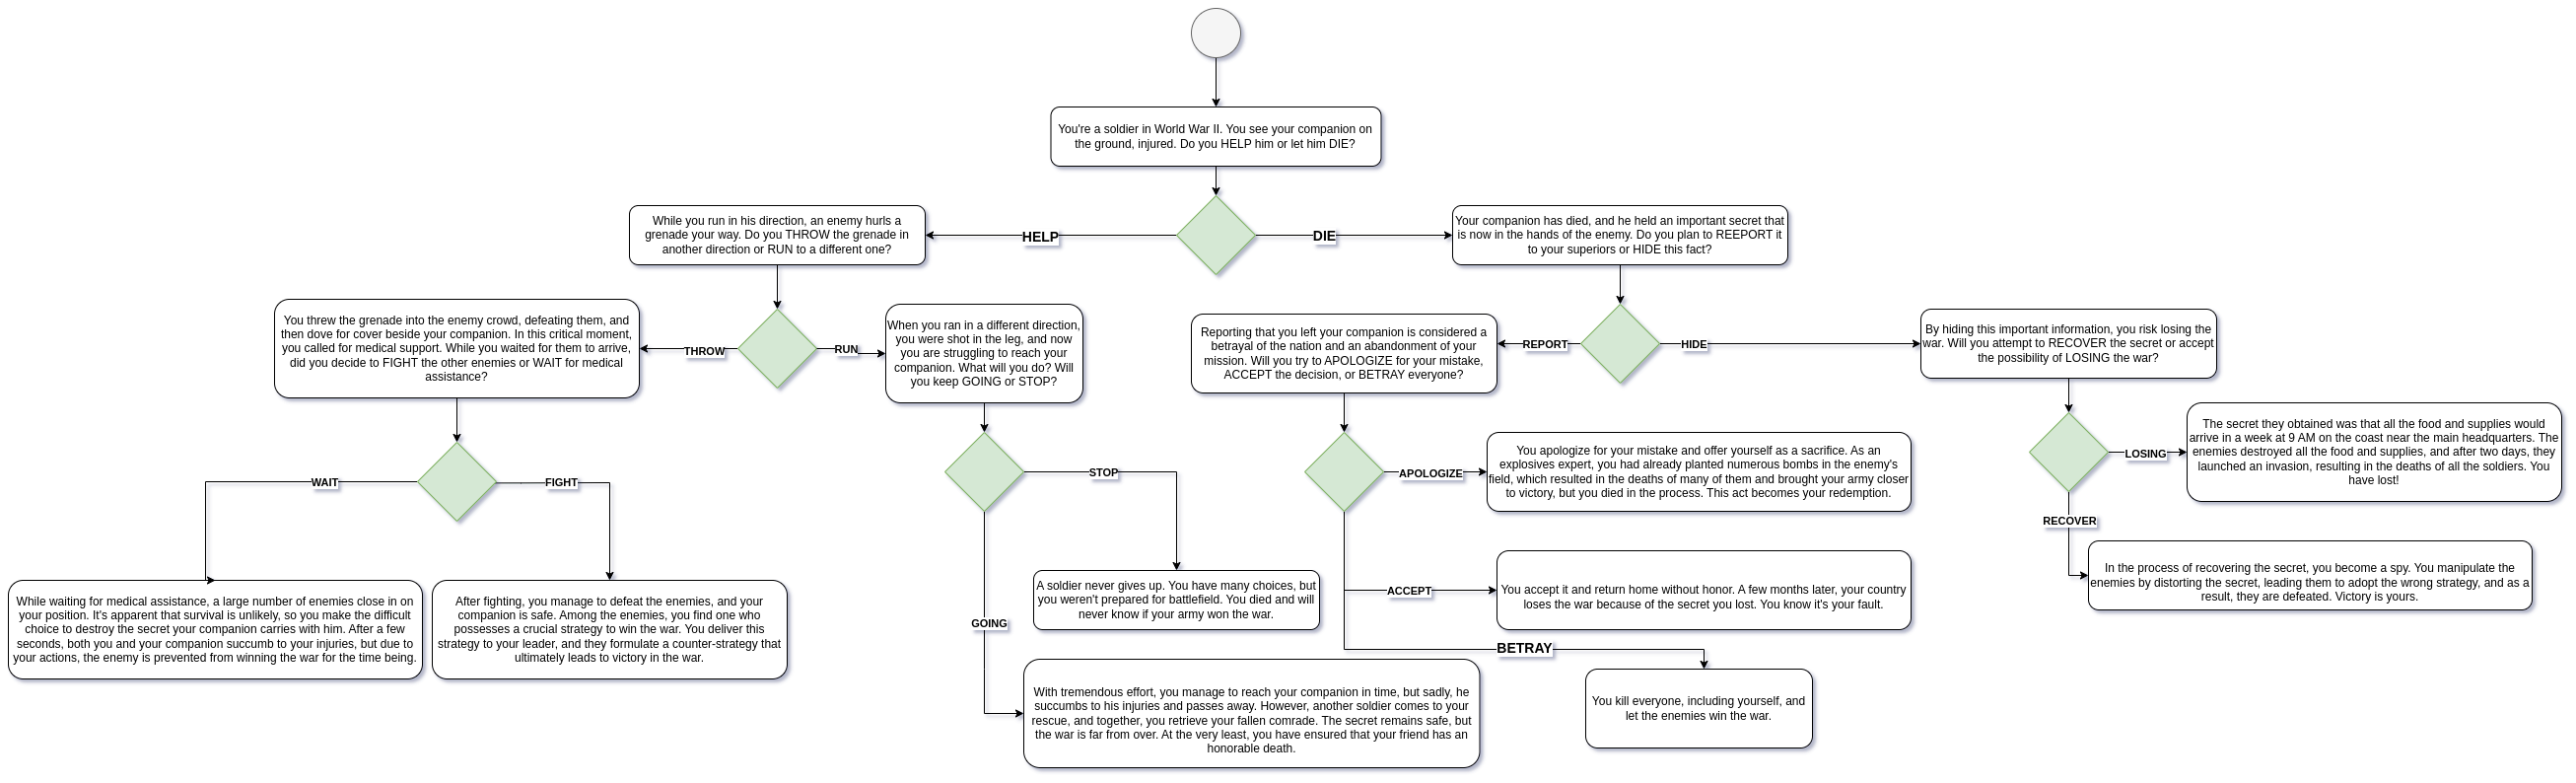 You're a soldier in World War II. You see your companion on
the ground, injured. Do you HELP him or let him DIE?
While you run in his direction, an enemy hurls a
grenade your way. Do you THROW the grenade in
another direction or RUN to a different one?
HELP
DIE
Your companion has died, and he held an important secret that
is now in the hands of the enemy. Do you plan to REEPORT it
to your superiors or HIDE this fact?
You threw the grenade into the enemy crowd, defeating them, and
then dove for cover beside your companion. In this critical moment,
you called for medical support. While you waited for them to arrive,
did you decide to FIGHT the other enemies or WAIT for medical
assistance?
THROW
RUN
When you ran in a different direction,
you were shot in the leg, and now
you are struggling to reach your
companion. What will you do? Will
you keep GOING or STOP?
Reporting that you left your companion is considered a
betrayal of the nation and an abandonment of your
mission. Will you try to APOLOGIZE for your mistake,
ACCEPT the decision, or BETRAY everyone?
REPORT
HIDE
By hiding this important information, you risk losing the
war. Will you attempt to RECOVER the secret or accept
the possibility of LOSING the war?
WAIT
FIGHT
STOP
APOLOGIZE
You apologize for your mistake and offer yourself as a sacrifice. As an
explosives expert, you had already planted numerous bombs in the enemy's
field, which resulted in the deaths of many of them and brought your army closer
to victory, but you died in the process. This act becomes your redemption.
LOSING
The secret they obtained was that all the food and supplies would
arrive in a week at 9 AM on the coast near the main headquarters. The
enemies destroyed all the food and supplies, and after two days, they
launched an invasion, resulting in the deaths of all the soldiers. You
have lost!
RECOVER
In the process of recovering the secret, you become a spy. You manipulate the
enemies by distorting the secret, leading them to adopt the wrong strategy, and as a
result, they are defeated. Victory is yours.
While waiting for medical assistance, a large number of enemies close in on
your position. It's apparent that survival is unlikely, so you make the difficult
choice to destroy the secret your companion carries with him. After a few
seconds, both you and your companion succumb to your injuries, but due to
your actions, the enemy is prevented from winning the war for the time being.
After fighting, you manage to defeat the enemies, and your
companion is safe. Among the enemies, you find one who
possesses a crucial strategy to win the war. You deliver this
strategy to your leader, and they formulate a counter-strategy that
ultimately leads to victory in the war.
GOING
A soldier never gives up. You have many choices, but
you weren't prepared for battlefield. You died and will
never know if your army won the war.
ACCEPT
You accept it and return home without honor. A few months later, your country
loses the war because of the secret you lost. You know it's your fault.
BETRAY
With tremendous effort, you manage to reach your companion in time, but sadly, he
succumbs to his injuries and passes away. However, another soldier comes to your
rescue, and together, you retrieve your fallen comrade. The secret remains safe, but
the war is far from over. At the very least, you have ensured that your friend has an
honorable death.
You kill everyone, including yourself, and
let the enemies win the war.